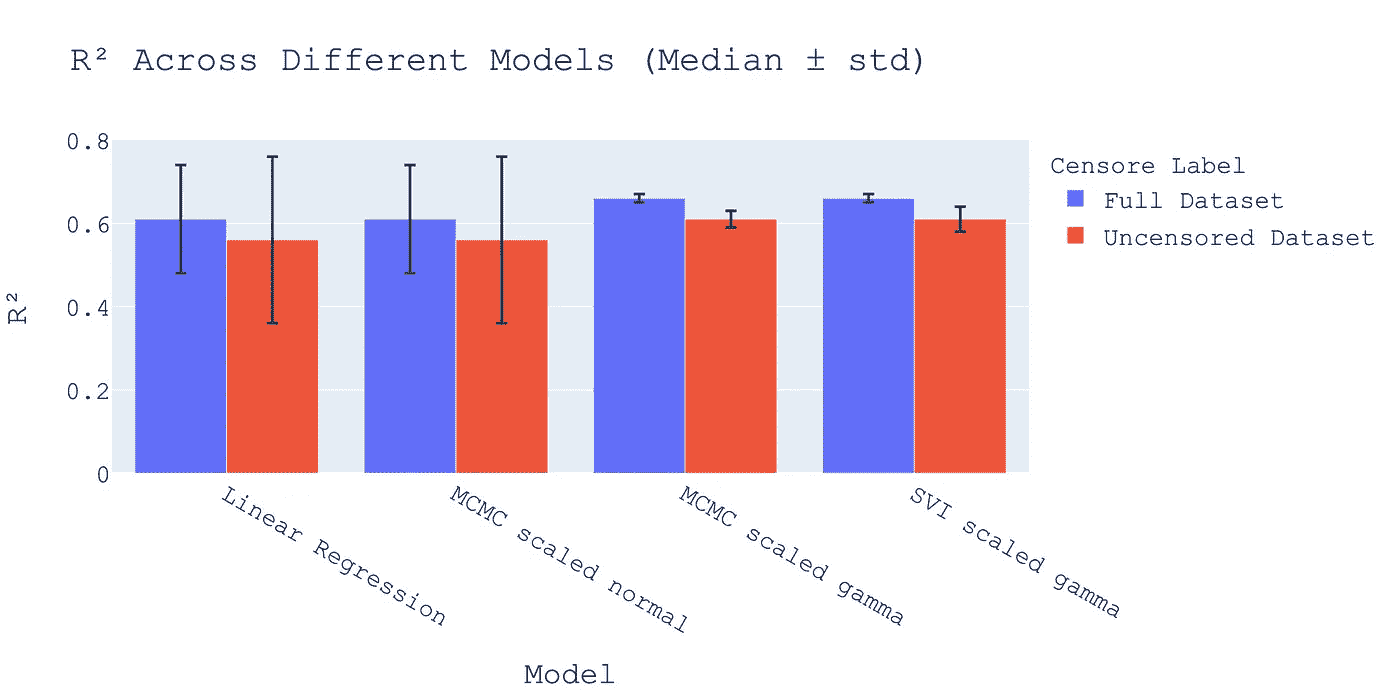 R² Across Different Models (Median ± std)
0.8
0.6
0.4
0.2
0
R²
Censore Label
Full Dataset
Uncensored Dataset
Linear Regression
MCMC scaled normal
MCMC scaled gamma
SVI scaled gamma
Model